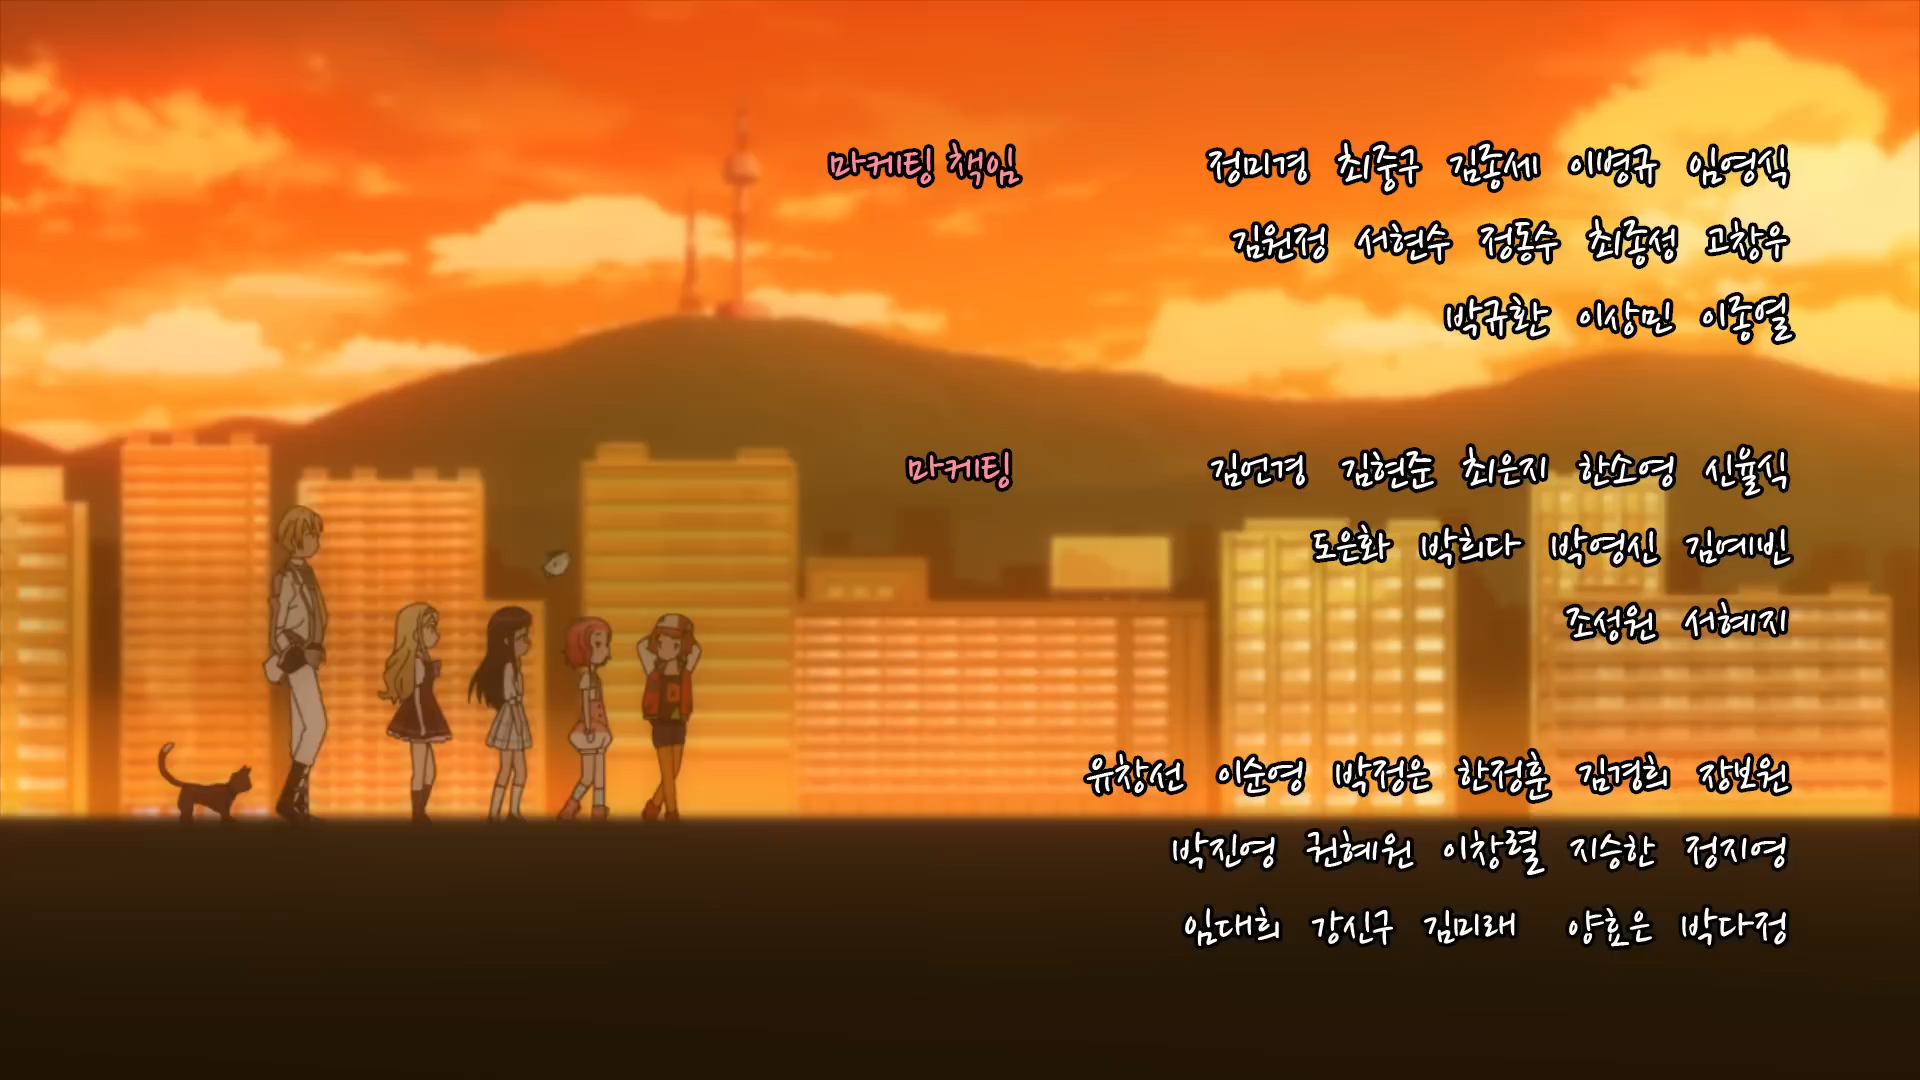 마케팅 책임 정미경 최중구 김종세 이병규 임영식
김원정 서현수 정동수 최종성 고창우
박규환 이상민 이종열
마케팅 김언경 김현준 최은지 한소영 신율식
도은화 박희다 박영신 김예빈
조성원 서혜지
유창선 이순영 박정은 한정훈 김경희 장보원
박진영 권혜원 이창렬 지승한 정지영
임대희 강신구 김미래 양효은 박다정